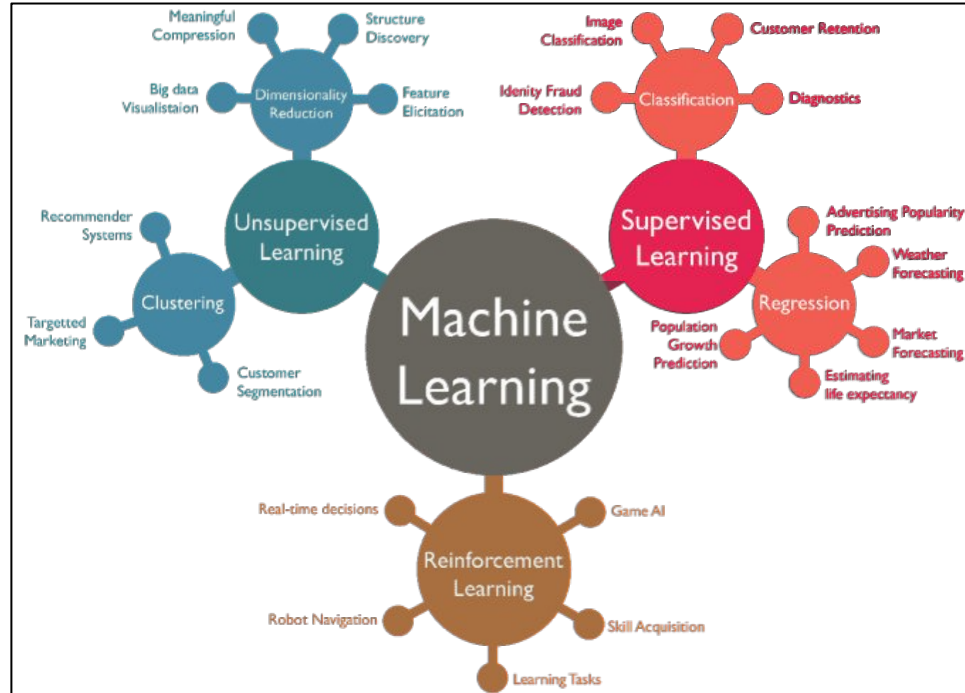 Meaningful
Compression
Structure
Discovery
Big data
Visualistaion
Dimensionality
Reduction
Feature
Elicitation
Unsupervised
Learning
Recommender
Systems
Clustering
Targetted
Marketing
Customer
Segmentation
Machine
Learning
Image
Classification
Customer Retention
Idenity Fraud
Detection
Classification
Diagnostics
Supervised
Learning
Advertising Popularity
Prediction
Weather
Forecasting
Regression
Population
Growth
Prediction
Market
Forecasting
Estimating
life expectancy
Real-time decisions
Game AI
Reinforcement
Learning
Robot Navigation
Skill Acquisition
Learning Tasks